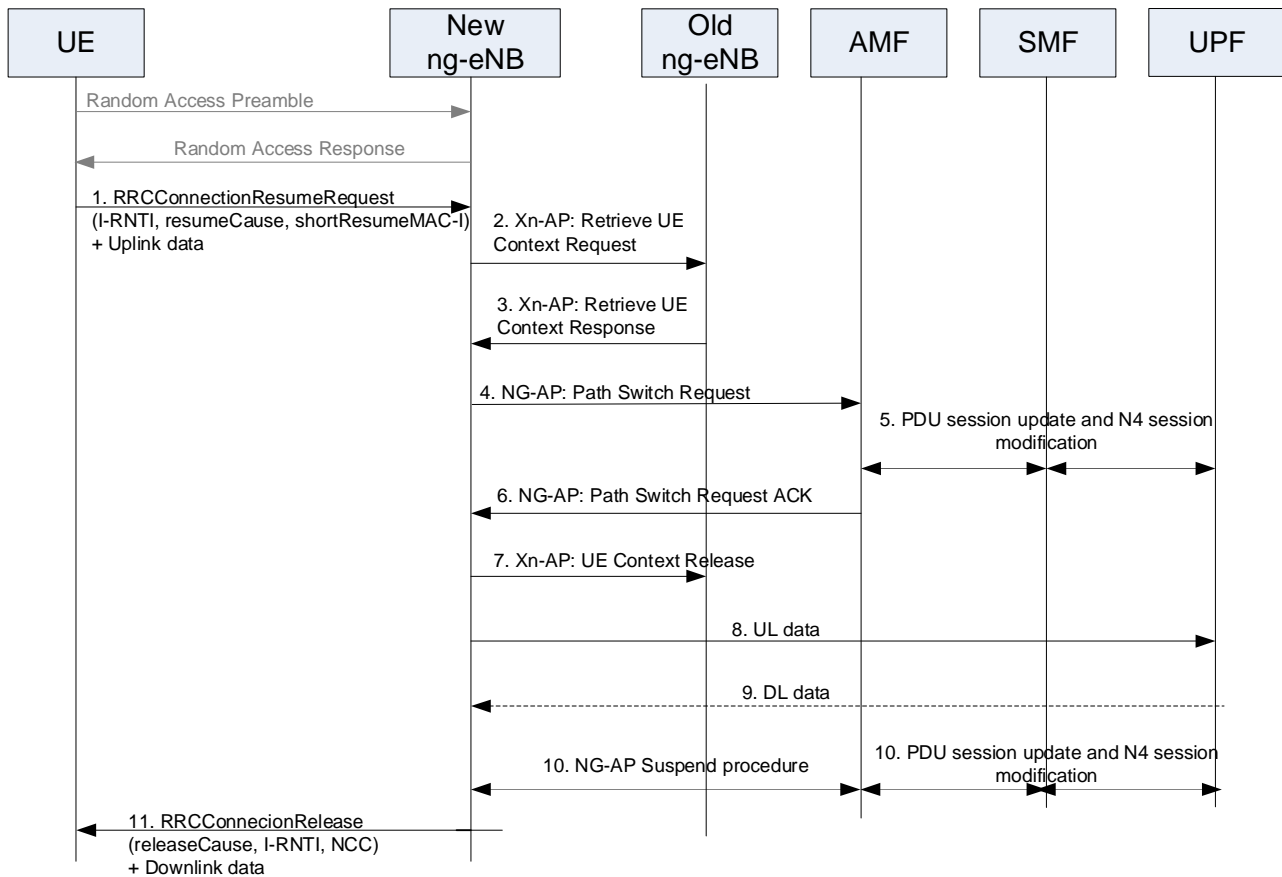 UE
New
ng-eNB
Old
ng-eNB
AMF
SMF
UPF
Random Access Preamble
Random Access Response
1. RRCConnectionResumeRequest
(I-RNTI, resumeCause, shortResumeMAC-I)
+ Uplink data
2. Xn-AP: Retrieve UE
Context Request
3. Xn-AP: Retrieve UE
Context Response
4. NG-AP: Path Switch Request
5. PDU session update and N4 session
modification
6. NG-AP: Path Switch Request ACK
7. Xn-AP: UE Context Release
8. UL data
9. DL data
10. NG-AP Suspend procedure
10. PDU session update and N4 session
modification
11. RRCConnecionRelease
(releaseCause, I-RNTI, NCC)
+ Downlink data